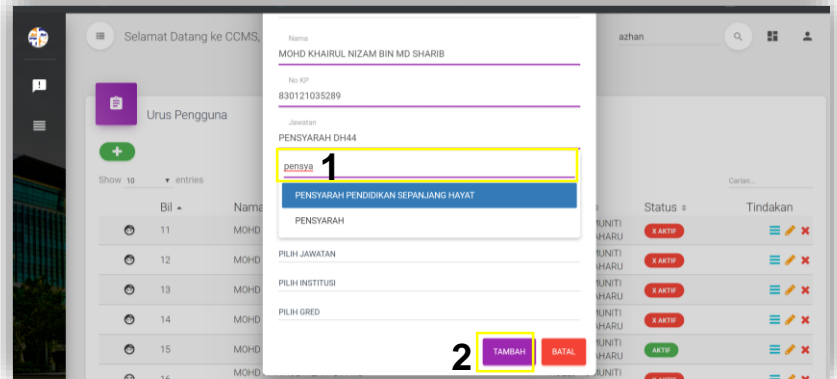 Selamat Datang ke CCMS,
azhan
Urus Pengguna
Show 10 entries
Carian...
Bil
Nama
Status
Tindakan
11
MOHD
MUNITI
AHARU
X AKTIF
12
MOHD
MUNITI
AHARU
X AKTIF
13
MOHD
MUNITI
AHARU
X AKTIF
14
MOHD
MUNITI
AHARU
X AKTIF
15
MOHD
MUNITI
AHARU
AKTIF
16
MOHD
MUNITI
Nama
MOHD KHAIRUL NIZAM BIN MD SHARIB
No KP
830121035289
Jawatan
PENSYARAH DH44
pensya 1
PENSYARAH PENDIDIKAN SEPANJANG HAYAT
PENSYARAH
PILIH JAWATAN
PILIH INSTITUSI
PILIH GRED
2 TAMBAH BATAL